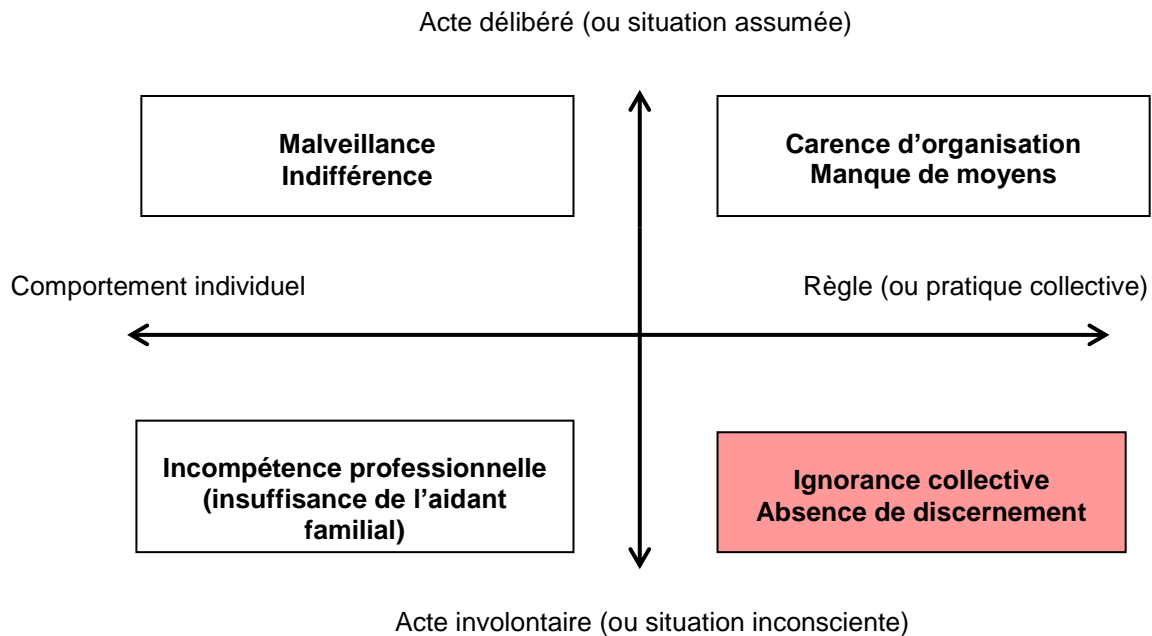 Acte délibéré (ou situation assumée)
Malveillance
Indifférence
Carence d’organisation
Manque de moyens
Comportement individuel
Règle (ou pratique collective)
Incompétence professionnelle
(insuffisance de l’aidant
familial)
Ignorance collective
Absence de discernement
Acte involontaire (ou situation inconsciente)